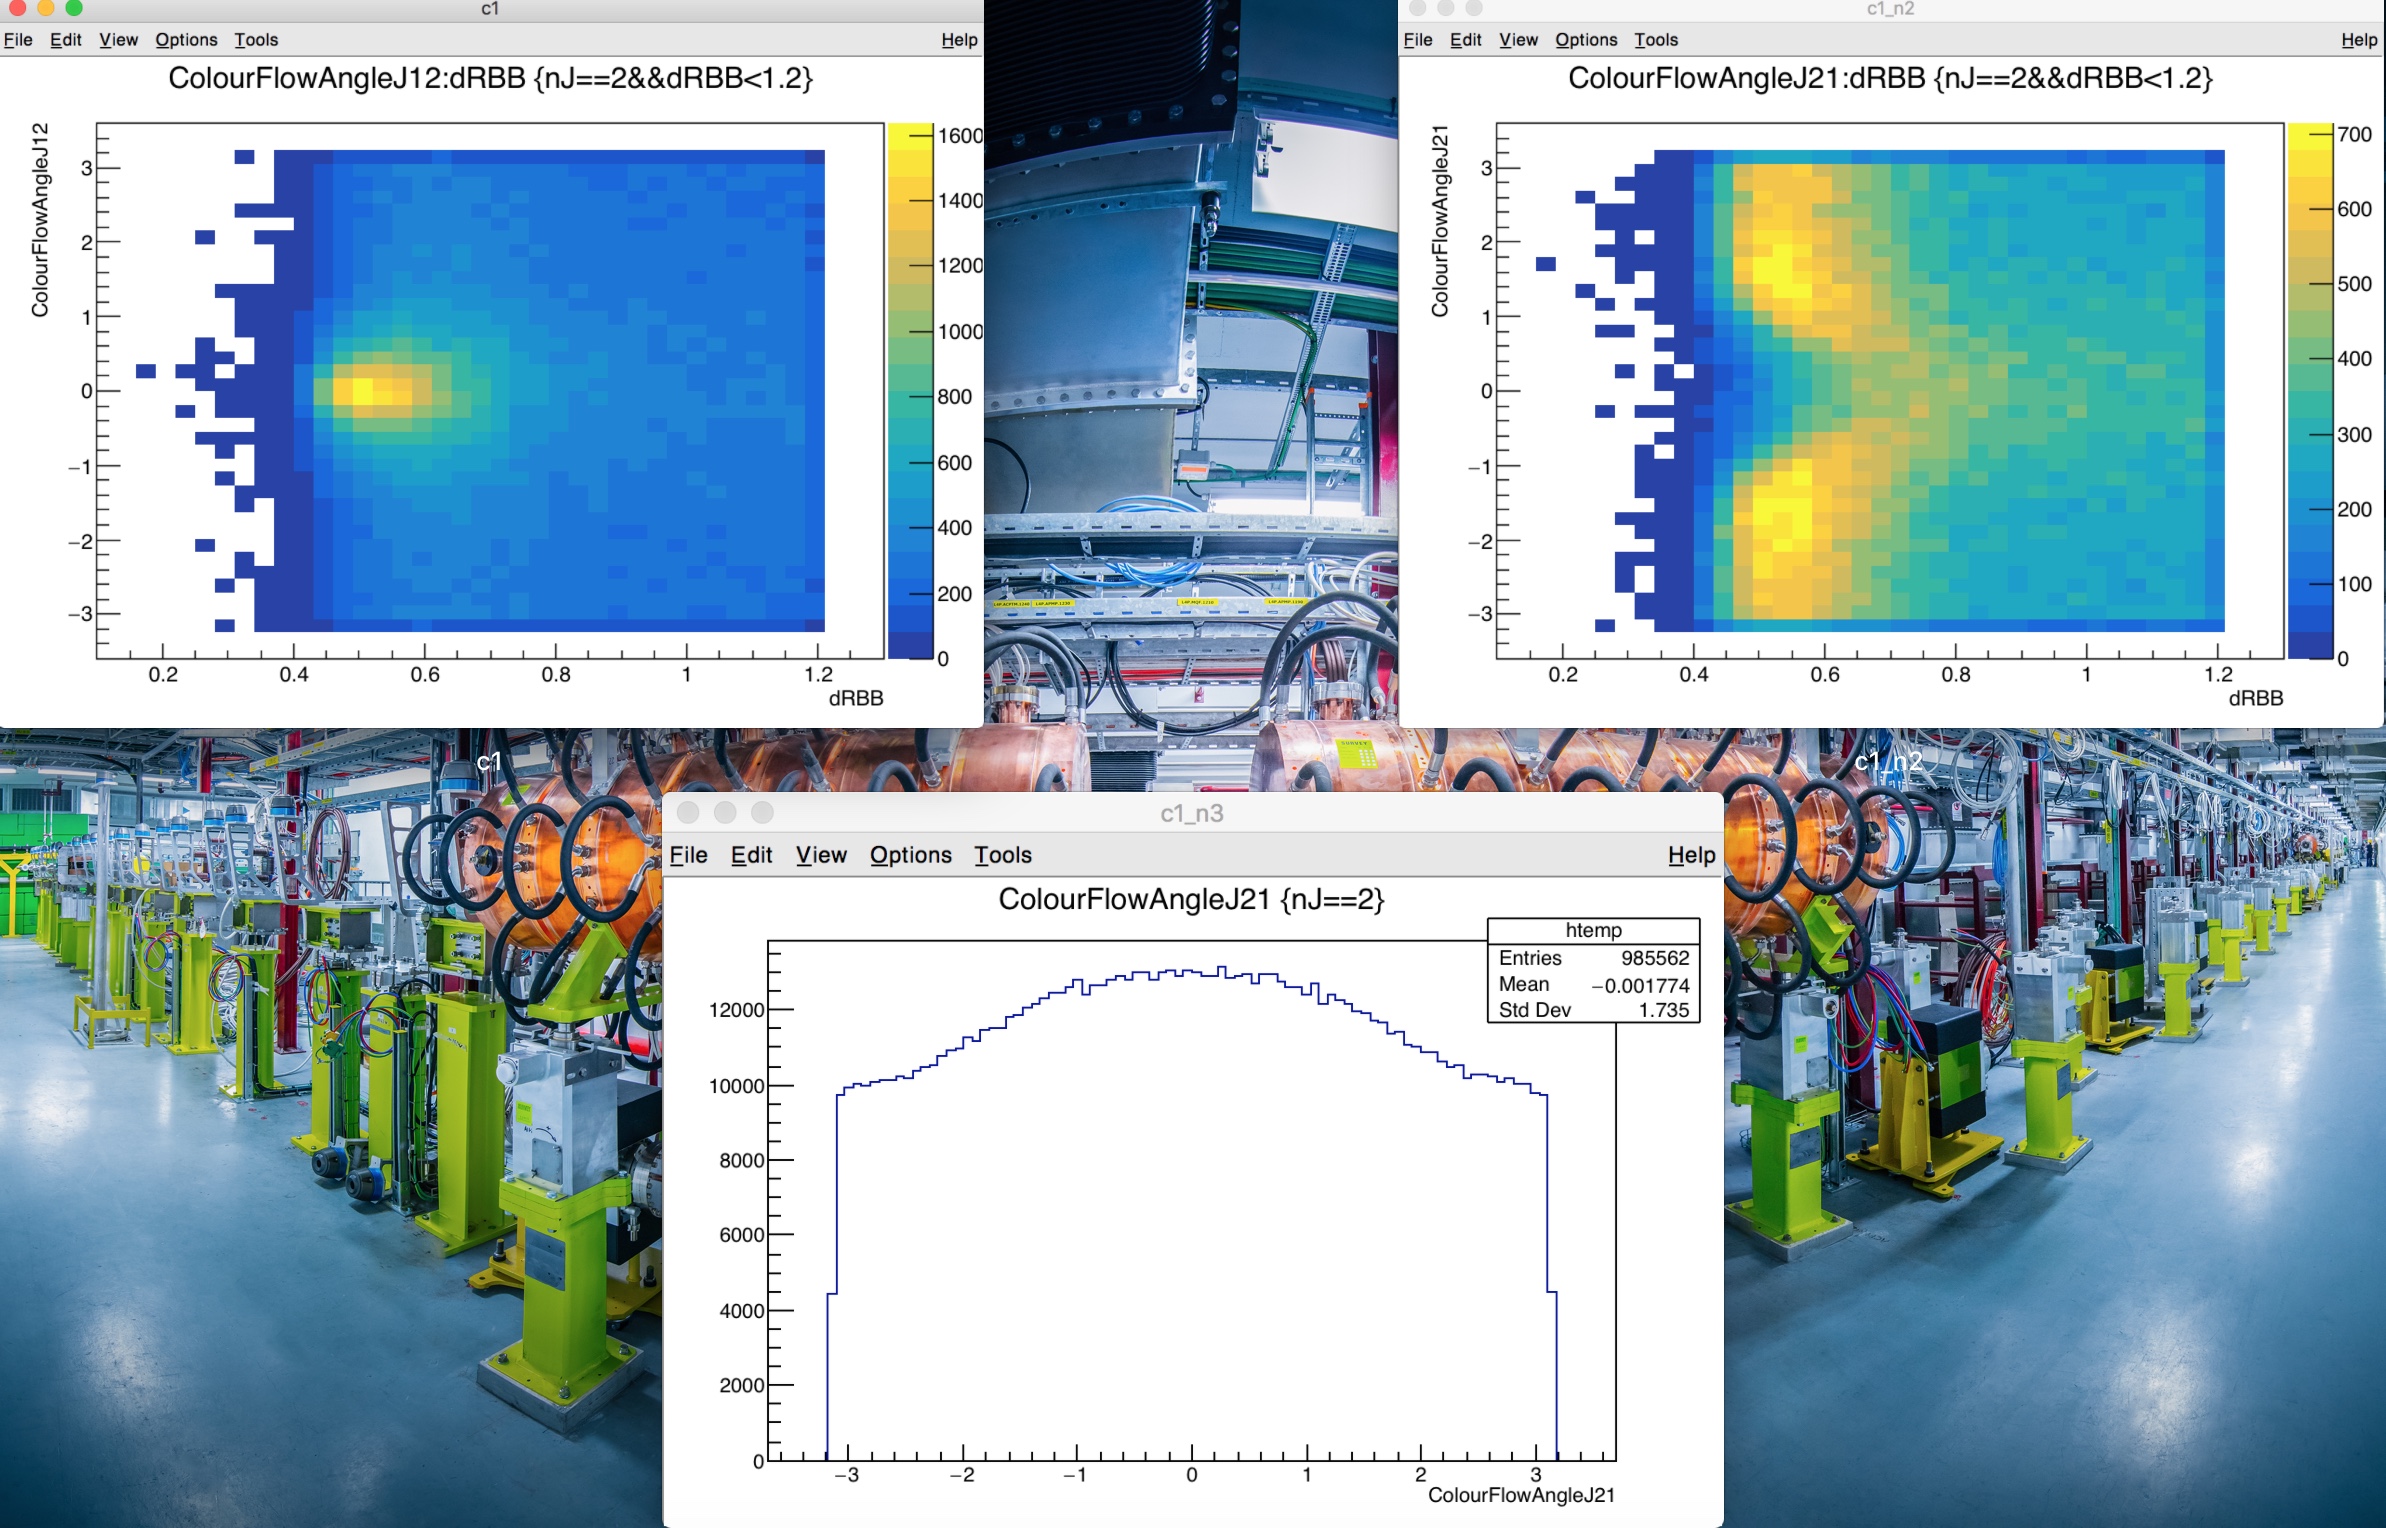 c1
File Edit View Options Tools Help
ColourFlowAngleJ12:dRBB {nJ==2&&dRBB<1.2}
ColourFlowAngleJ12
3
2
1
0
−1
−2
−3
0.2 0.4 0.6 0.8 1 1.2
dRBB
1600
1400
1200
1000
800
600
400
200
0
c1_n2
File Edit View Options Tools Help
ColourFlowAngleJ21:dRBB {nJ==2&&dRBB<1.2}
ColourFlowAngleJ21
3
2
1
0
−1
−2
−3
0.2 0.4 0.6 0.8 1 1.2
dRBB
700
600
500
400
300
200
100
0
c1
c1_n2
c1_n3
File Edit View Options Tools Help
ColourFlowAngleJ21 {nJ==2}
htemp
Entries 985562
Mean −0.001774
Std Dev 1.735
12000
10000
8000
6000
4000
2000
0
−3 −2 −1 0 1 2 3
ColourFlowAngleJ21